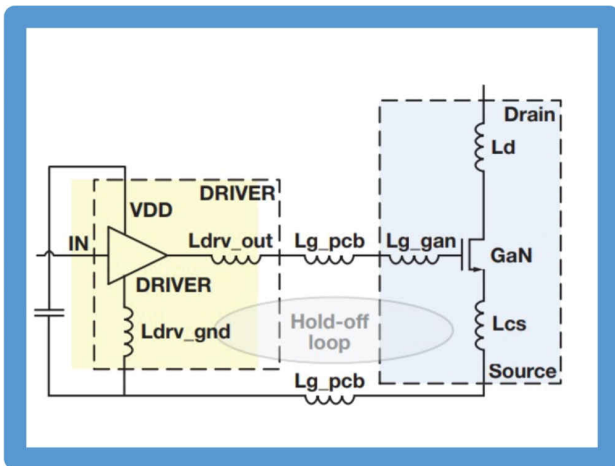 Drain
Ld
DRIVER
VDD
IN
Ldrv_out
Lg_pcb
Lg_gan
GaN
DRIVER
Ldrv_gnd
Hold-off
loop
Lcs
Source
Lg_pcb